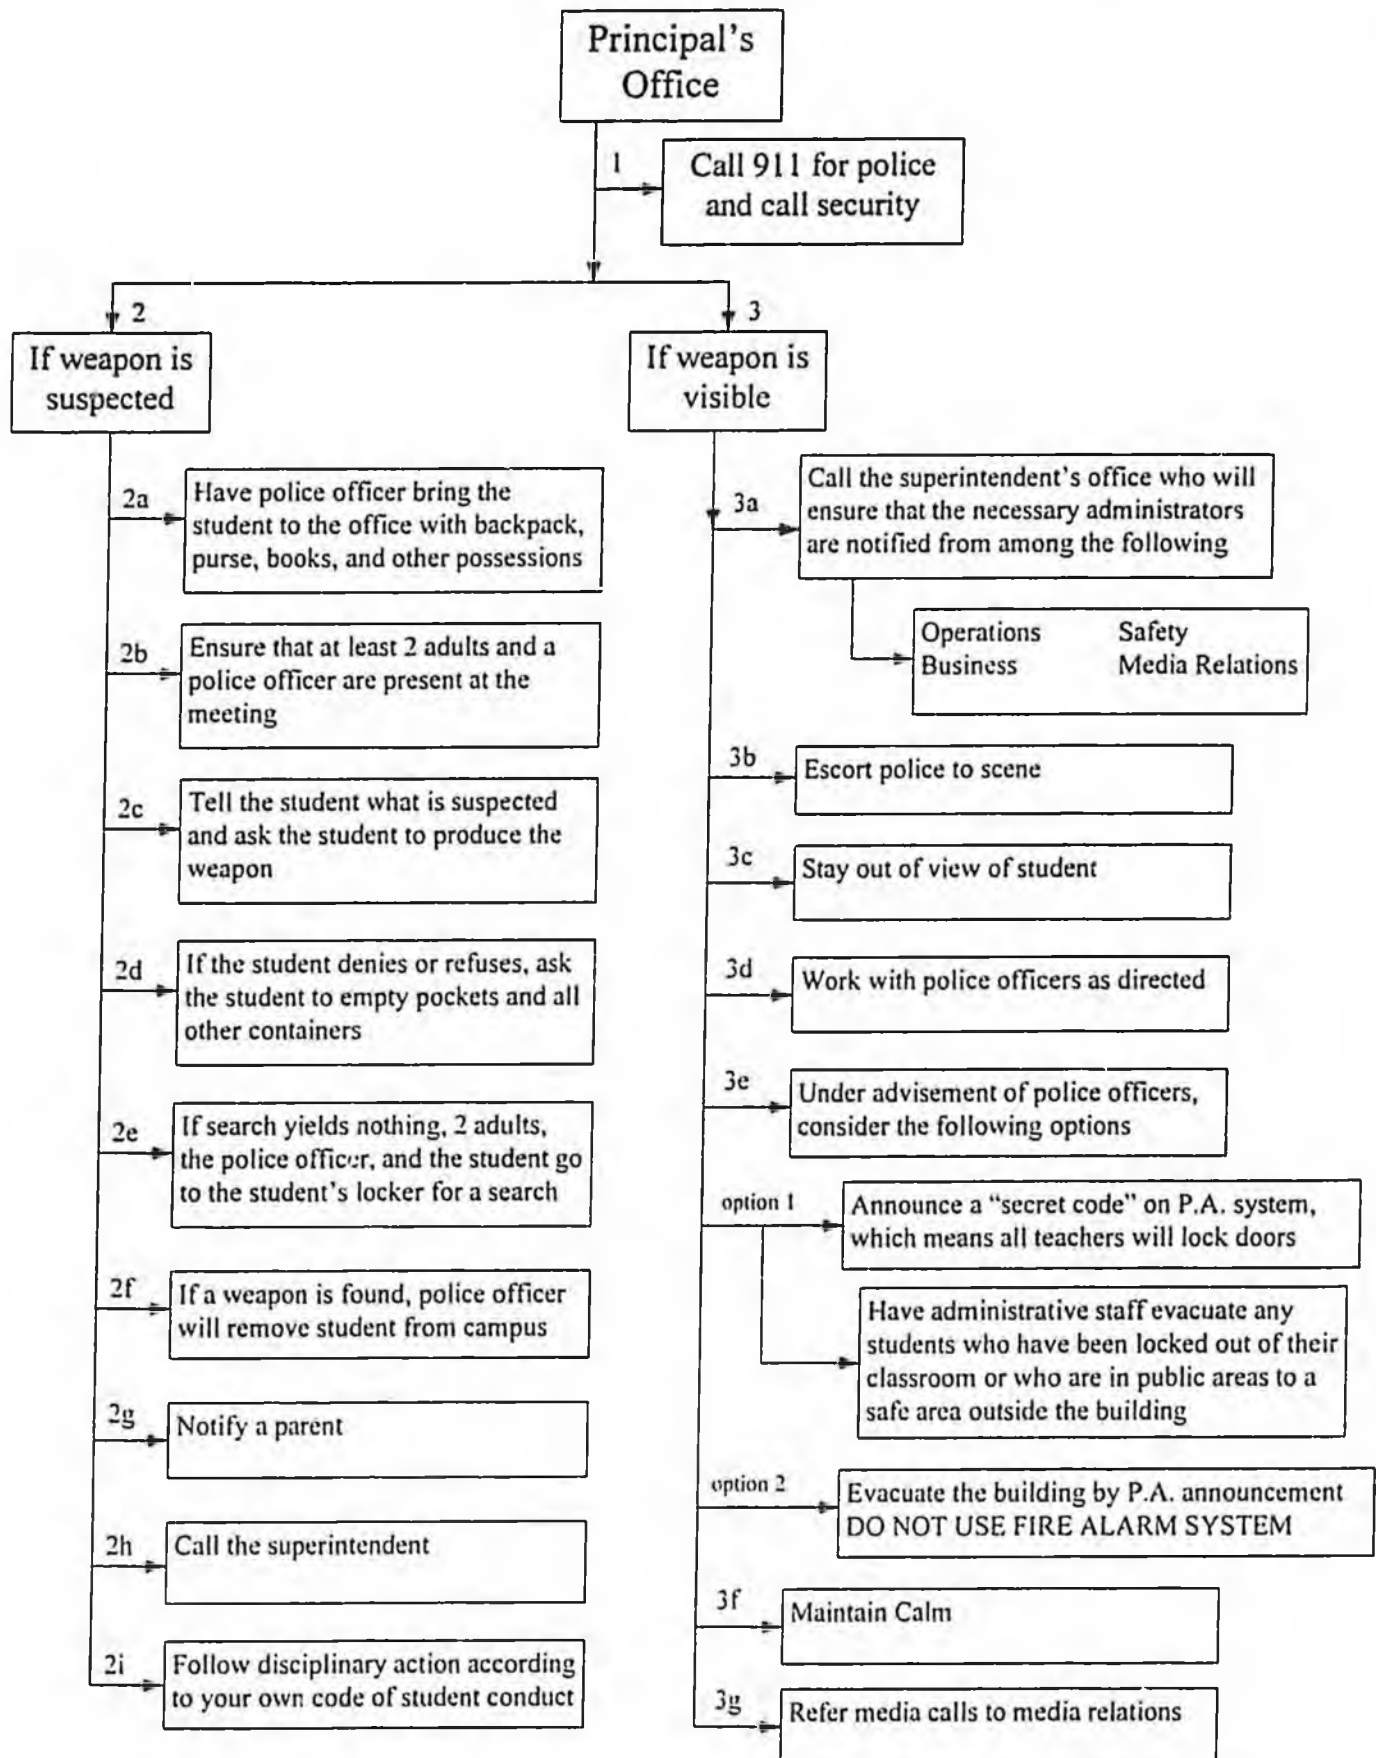 Principal's
Office
1
Call 911 for police
and call security
2
If weapon is
suspected
2a
Have police officer bring the
student to the office with backpack,
purse, books, and other possessions
2b
Ensure that at least 2 adults and a
police officer are present at the
meeting
2c
Tell the student what is suspected
and ask the student to produce the
weapon
2d
If the student denies or refuses, ask
the student to empty pockets and all
other containers
2e
If search yields nothing, 2 adults,
the police officer, and the student go
to the student's locker for a search
2f
If a weapon is found, police officer
will remove student from campus
2g
Notify a parent
2h
Call the superintendent
2i
Follow disciplinary action according
to your own code of student conduct
3
If weapon is
visible
3a
Call the superintendent's office who will
ensure that the necessary administrators
are notified from among the following
Operations Safety
Business Media Relations
3b
Escort police to scene
3c
Stay out of view of student
3d
Work with police officers as directed
3e
Under advisement of police officers,
consider the following options
option 1
Announce a “secret code” on P.A. system,
which means all teachers will lock doors
Have administrative staff evacuate any
students who have been locked out of their
classroom or who are in public areas to a
safe area outside the building
option 2
Evacuate the building by P.A. announcement
DO NOT USE FIRE ALARM SYSTEM
3f
Maintain Calm
3g
Refer media calls to media relations